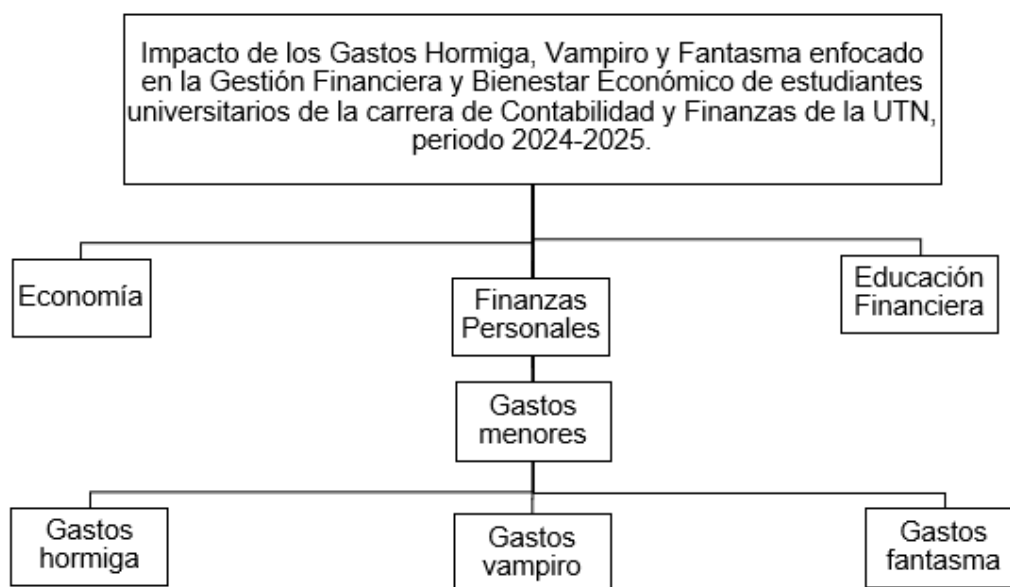 Impacto de los Gastos Hormiga, Vampiro y Fantasma enfocado
en la Gestión Financiera y Bienestar Económico de estudiantes
universitarios de la carrera de Contabilidad y Finanzas de la UTN,
periodo 2024-2025.
Economía
Finanzas
Personales
Educación
Financiera
Gastos
menores
Gastos
hormiga
Gastos
vampiro
Gastos
fantasma